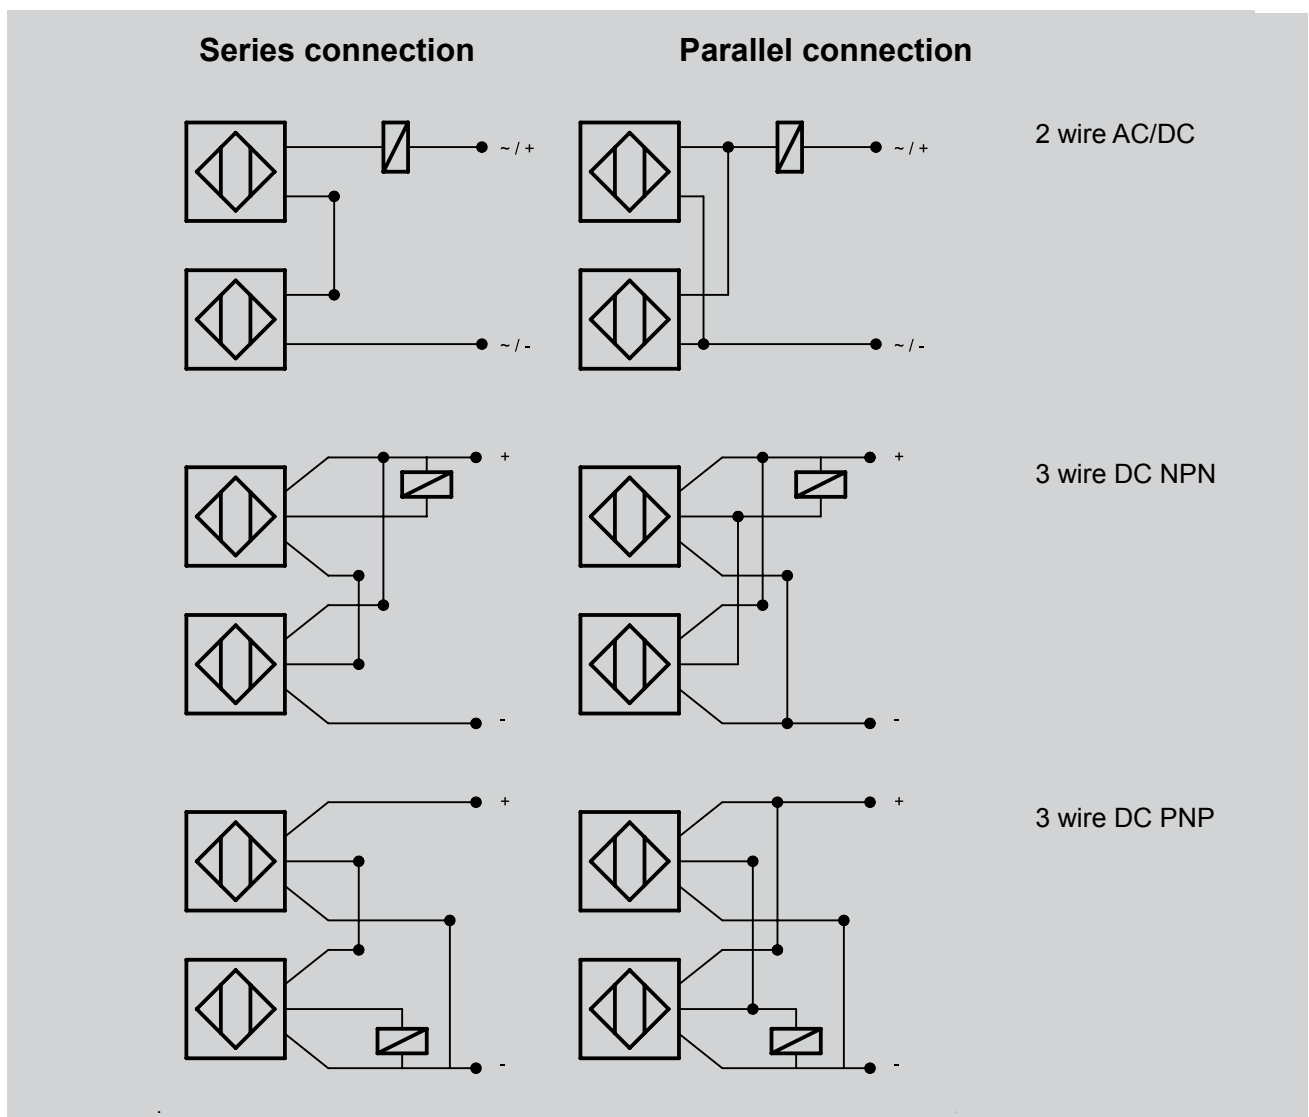 Series connection Parallel connection
~ / + ~ / + 2 wire AC/DC
~ / - ~ / -
+ + 3 wire DC NPN
- -
+ + 3 wire DC PNP
- -